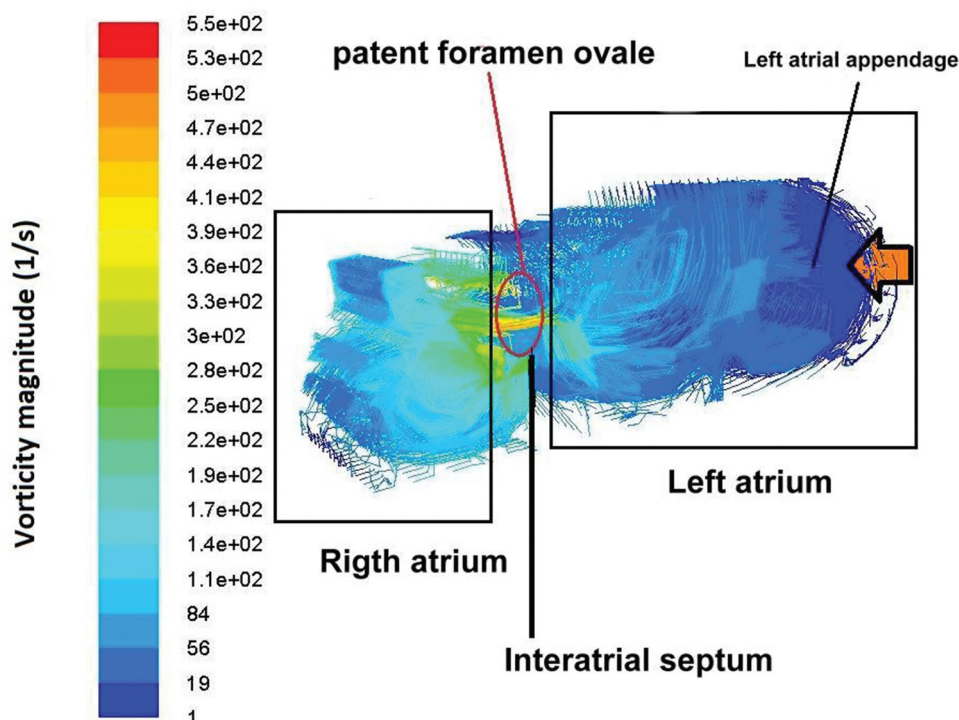 Vorticity magnitude (1/s)
5.5e+02
5.3e+02
5e+02
4.7e+02
4.4e+02
4.1e+02
3.9e+02
3.6e+02
3.3e+02
3e+02
2.8e+02
2.5e+02
2.2e+02
1.9e+02
1.7e+02
1.4e+02
1.1e+02
84
56
19
1
patent foramen ovale
Left atrial appendage
Left atrium
Rigth atrium
Interatrial septum